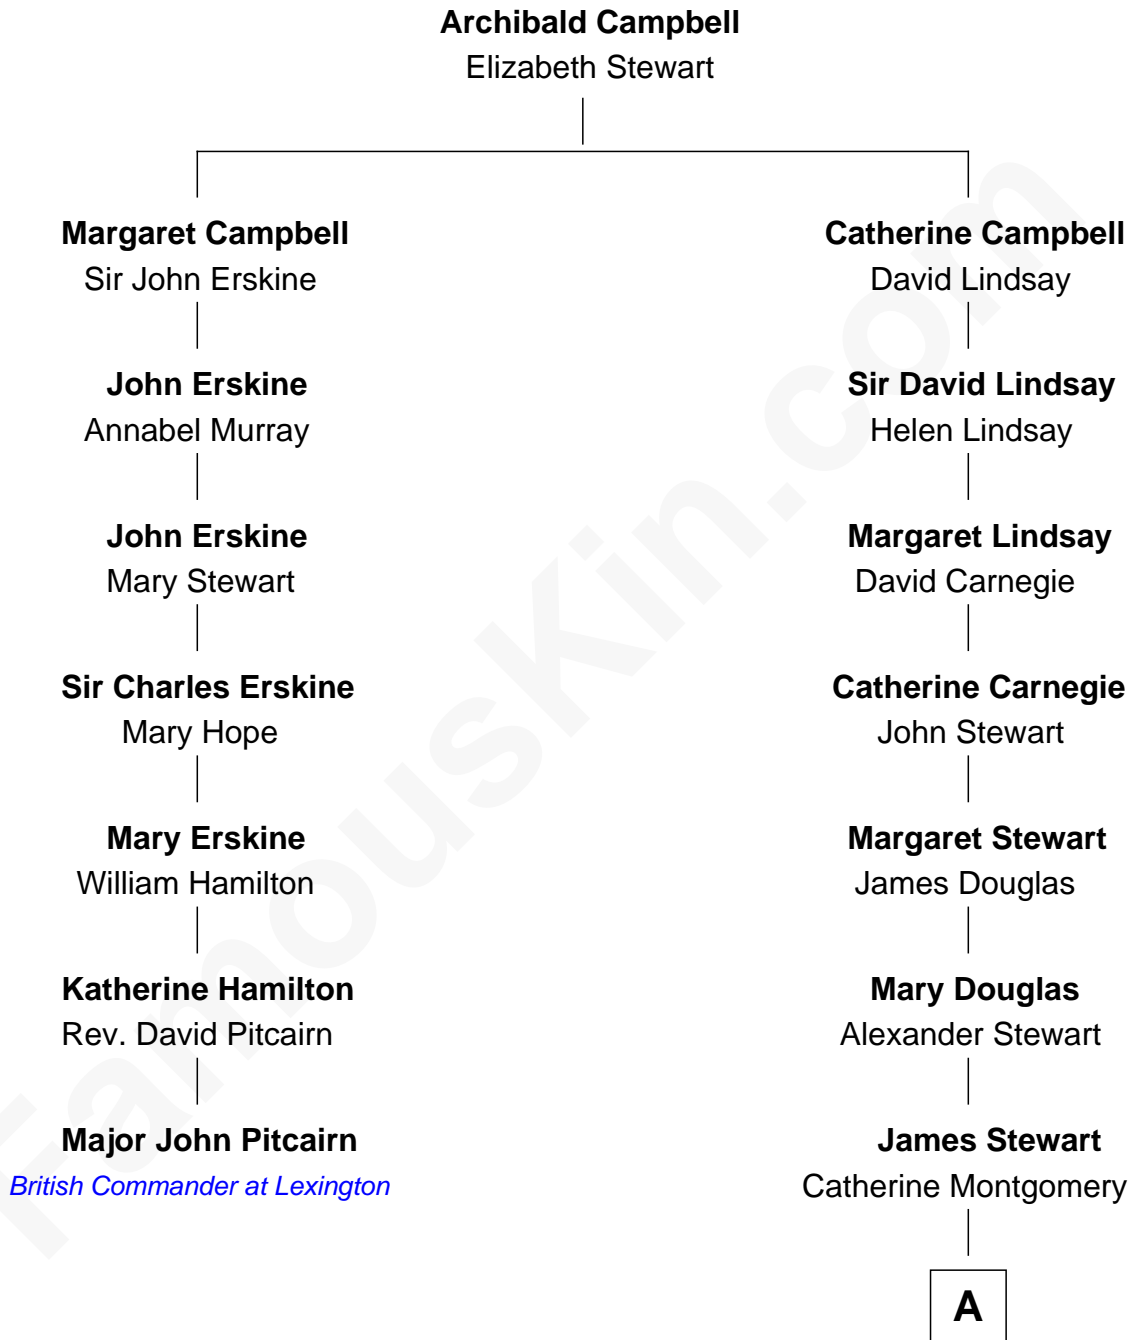 Archibald Campbell
Elizabeth Stewart
Margaret Campbell
Sir John Erskine
Catherine Campbell
David Lindsay
John Erskine
Annabel Murray
Sir David Lindsay
Helen Lindsay
John Erskine
Mary Stewart
Margaret Lindsay
David Carnegie
Sir Charles Erskine
Mary Hope
Catherine Carnegie
John Stewart
Mary Erskine
William Hamilton
Margaret Stewart
James Douglas
Katherine Hamilton
Rev. David Pitcairn
Mary Douglas
Alexander Stewart
Major John Pitcairn
British Commander at Lexington
James Stewart
Catherine Montgomery
A
FamousKin.com